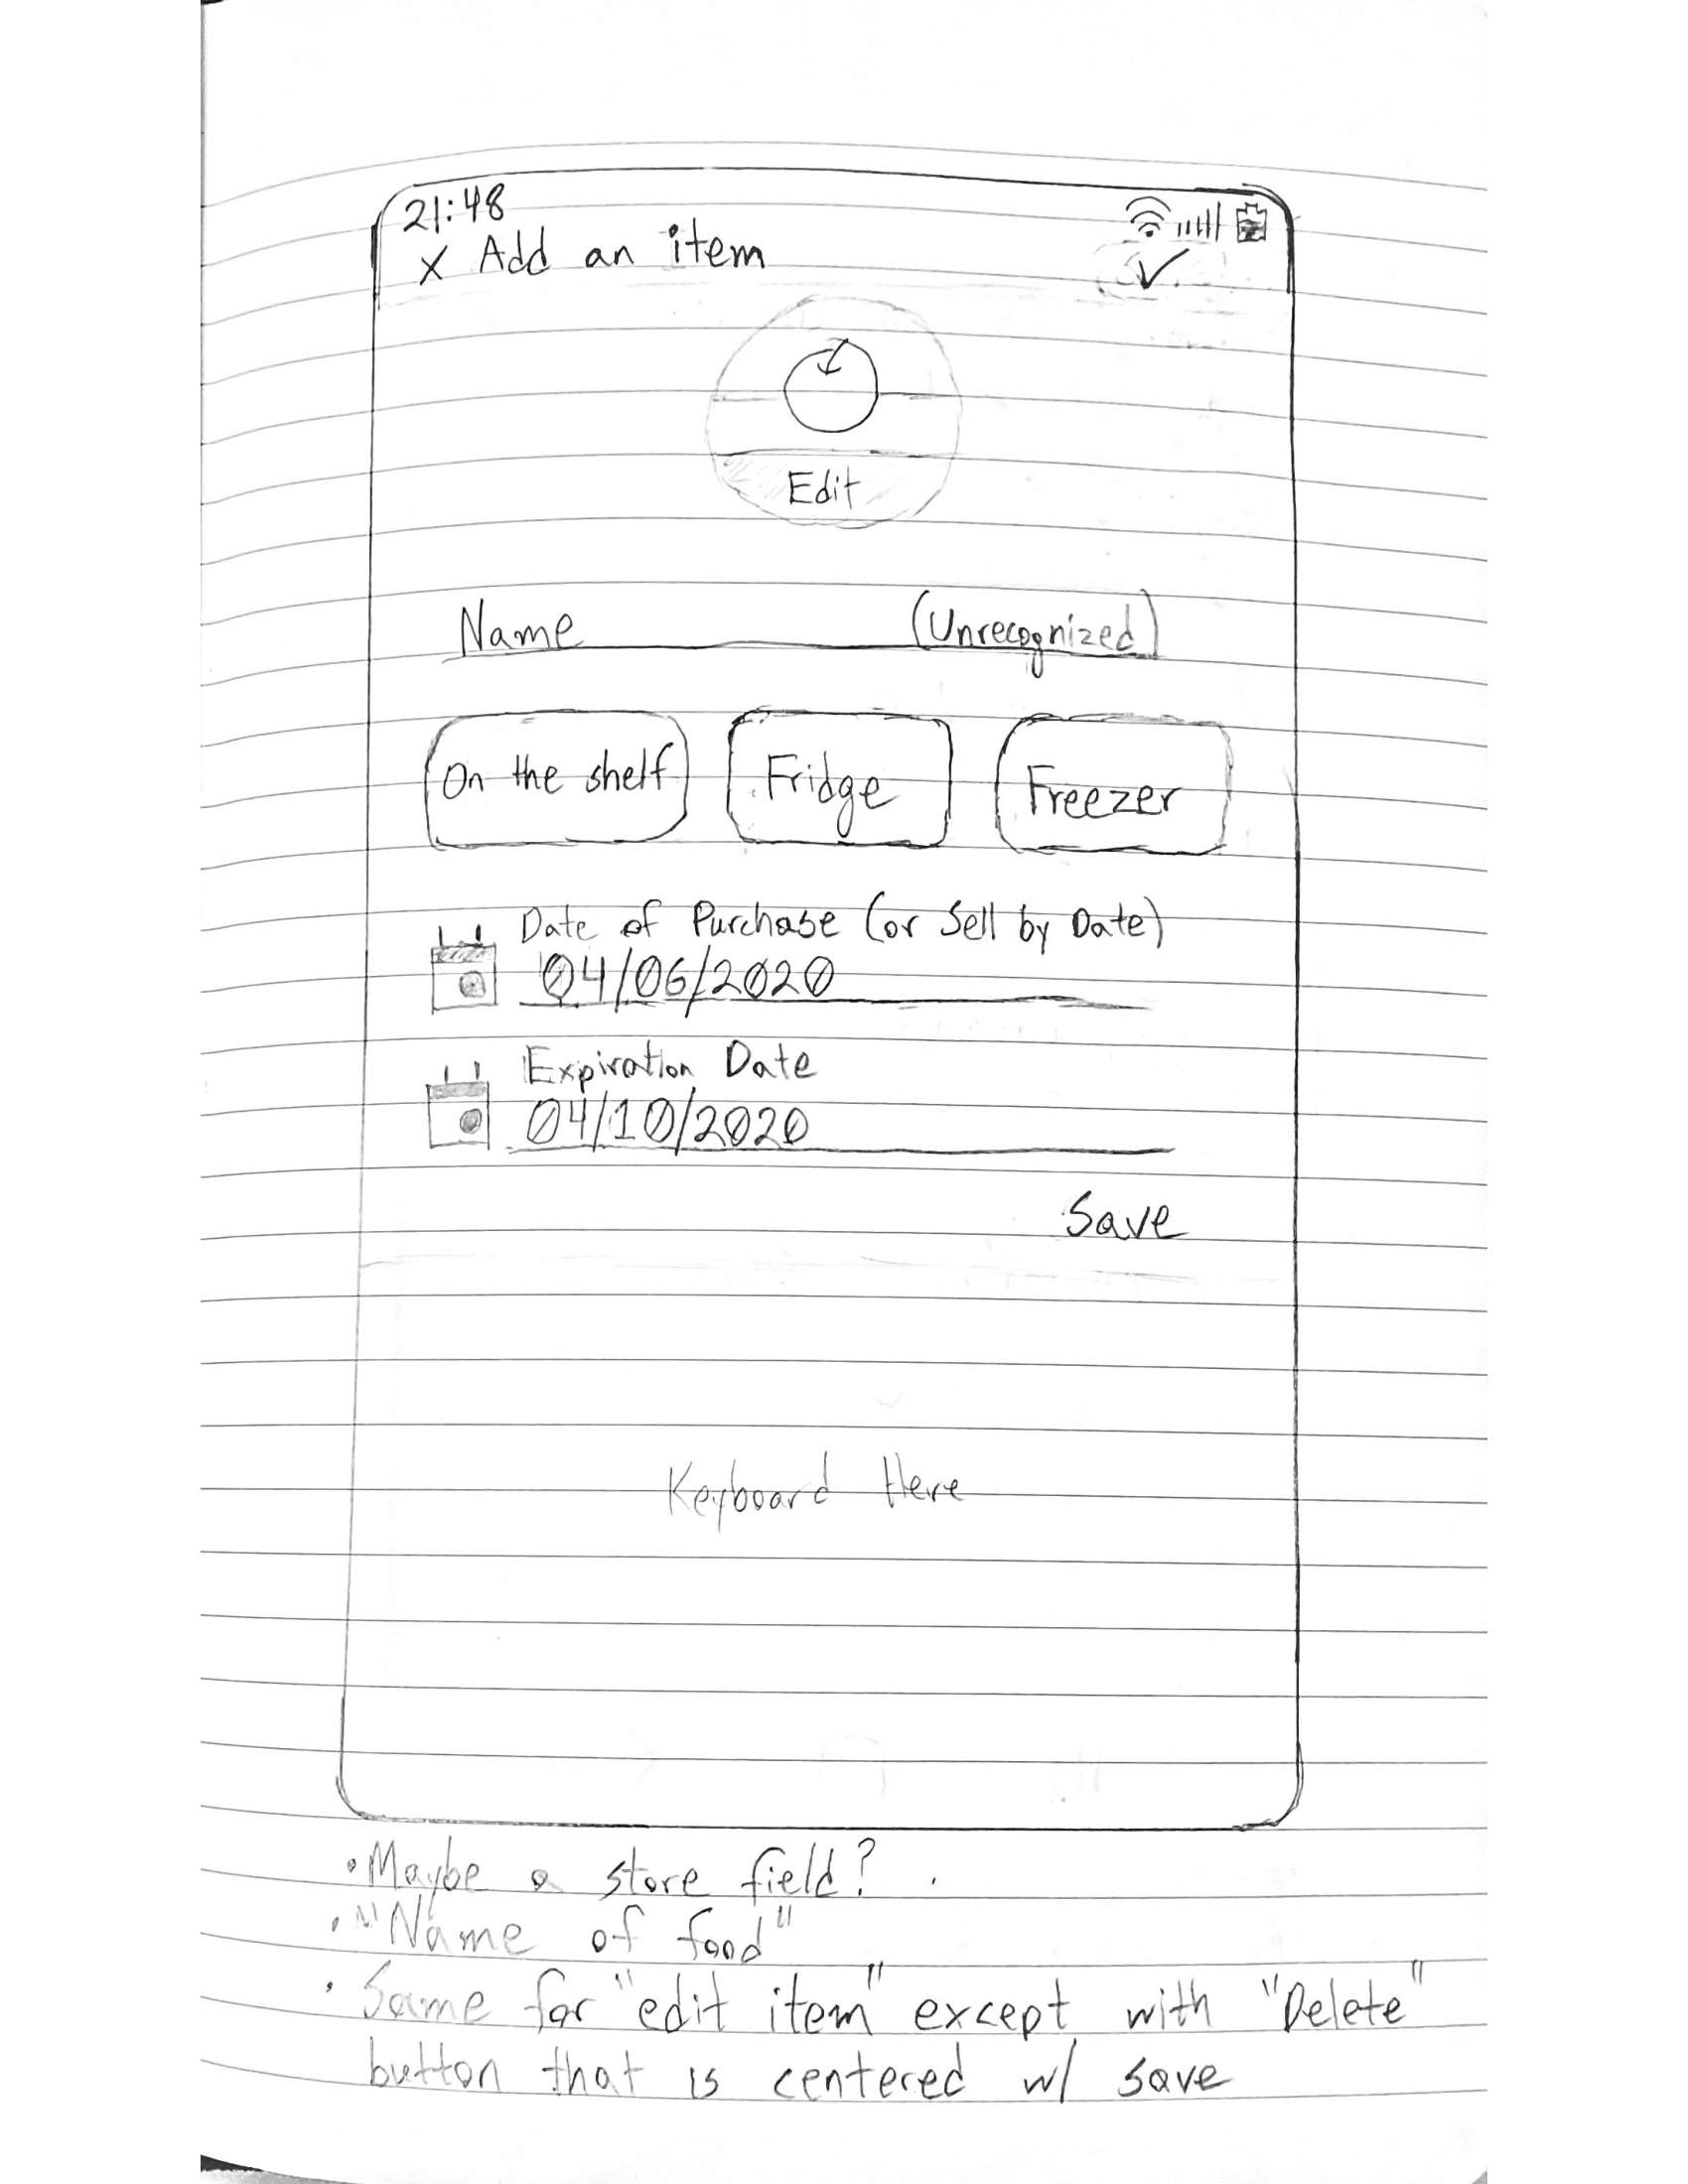 21:48
X Add an item ✓
Edit
Name (Unrecognized)
On the shelf Fridge Freezer
Date of Purchase (or Sell by Date)
04/06/2020
Expiration Date
04/10/2020
Save
Keyboard Here
• Maybe a store field?
• "Name of food"
• Same for "edit item" except with "Delete"
button that is centered w/ save